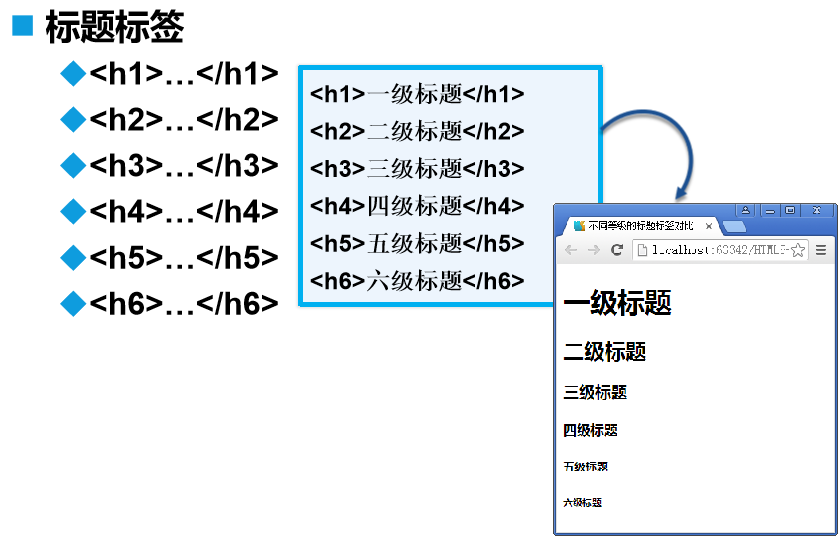 标题标签
<h1>…</h1>
<h2>…</h2>
<h3>…</h3>
<h4>…</h4>
<h5>…</h5>
<h6>…</h6>
<h1>一级标题</h1>
<h2>二级标题</h2>
<h3>三级标题</h3>
<h4>四级标题</h4>
<h5>五级标题</h5>
<h6>六级标题</h6>
不同等级的标题标签对比
localhost:63342/HTML5
一级标题
二级标题
三级标题
四级标题
五级标题
六级标题